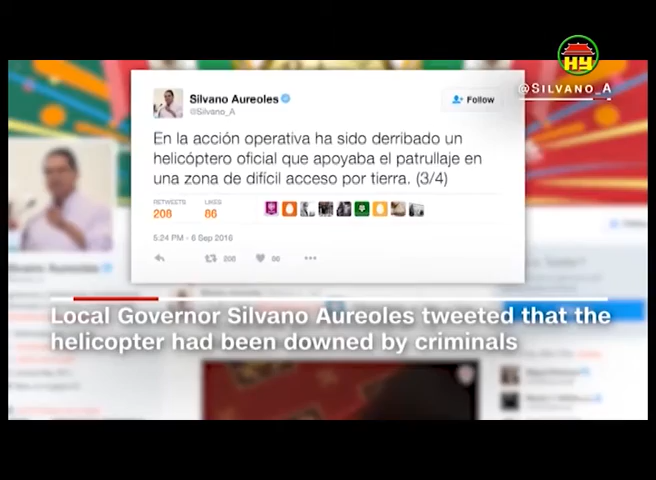 HY
@SILVANO_A
Silvano Aureoles
@Silvano_A
Follow
En la acción operativa ha sido derribado un
helicóptero oficial que apoyaba el patrullaje en
una zona de difícil acceso por tierra. (3/4)
RETWEETS LIKES
208 86
5:24 PM - 6 Sep 2016
208 86
Local Governor Silvano Aureoles tweeted that the
helicopter had been downed by criminals